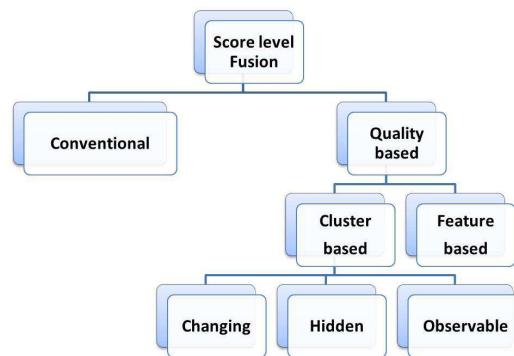 Score level
Fusion
Conventional
Quality
based
Cluster
based
Feature
based
Changing
Hidden
Observable